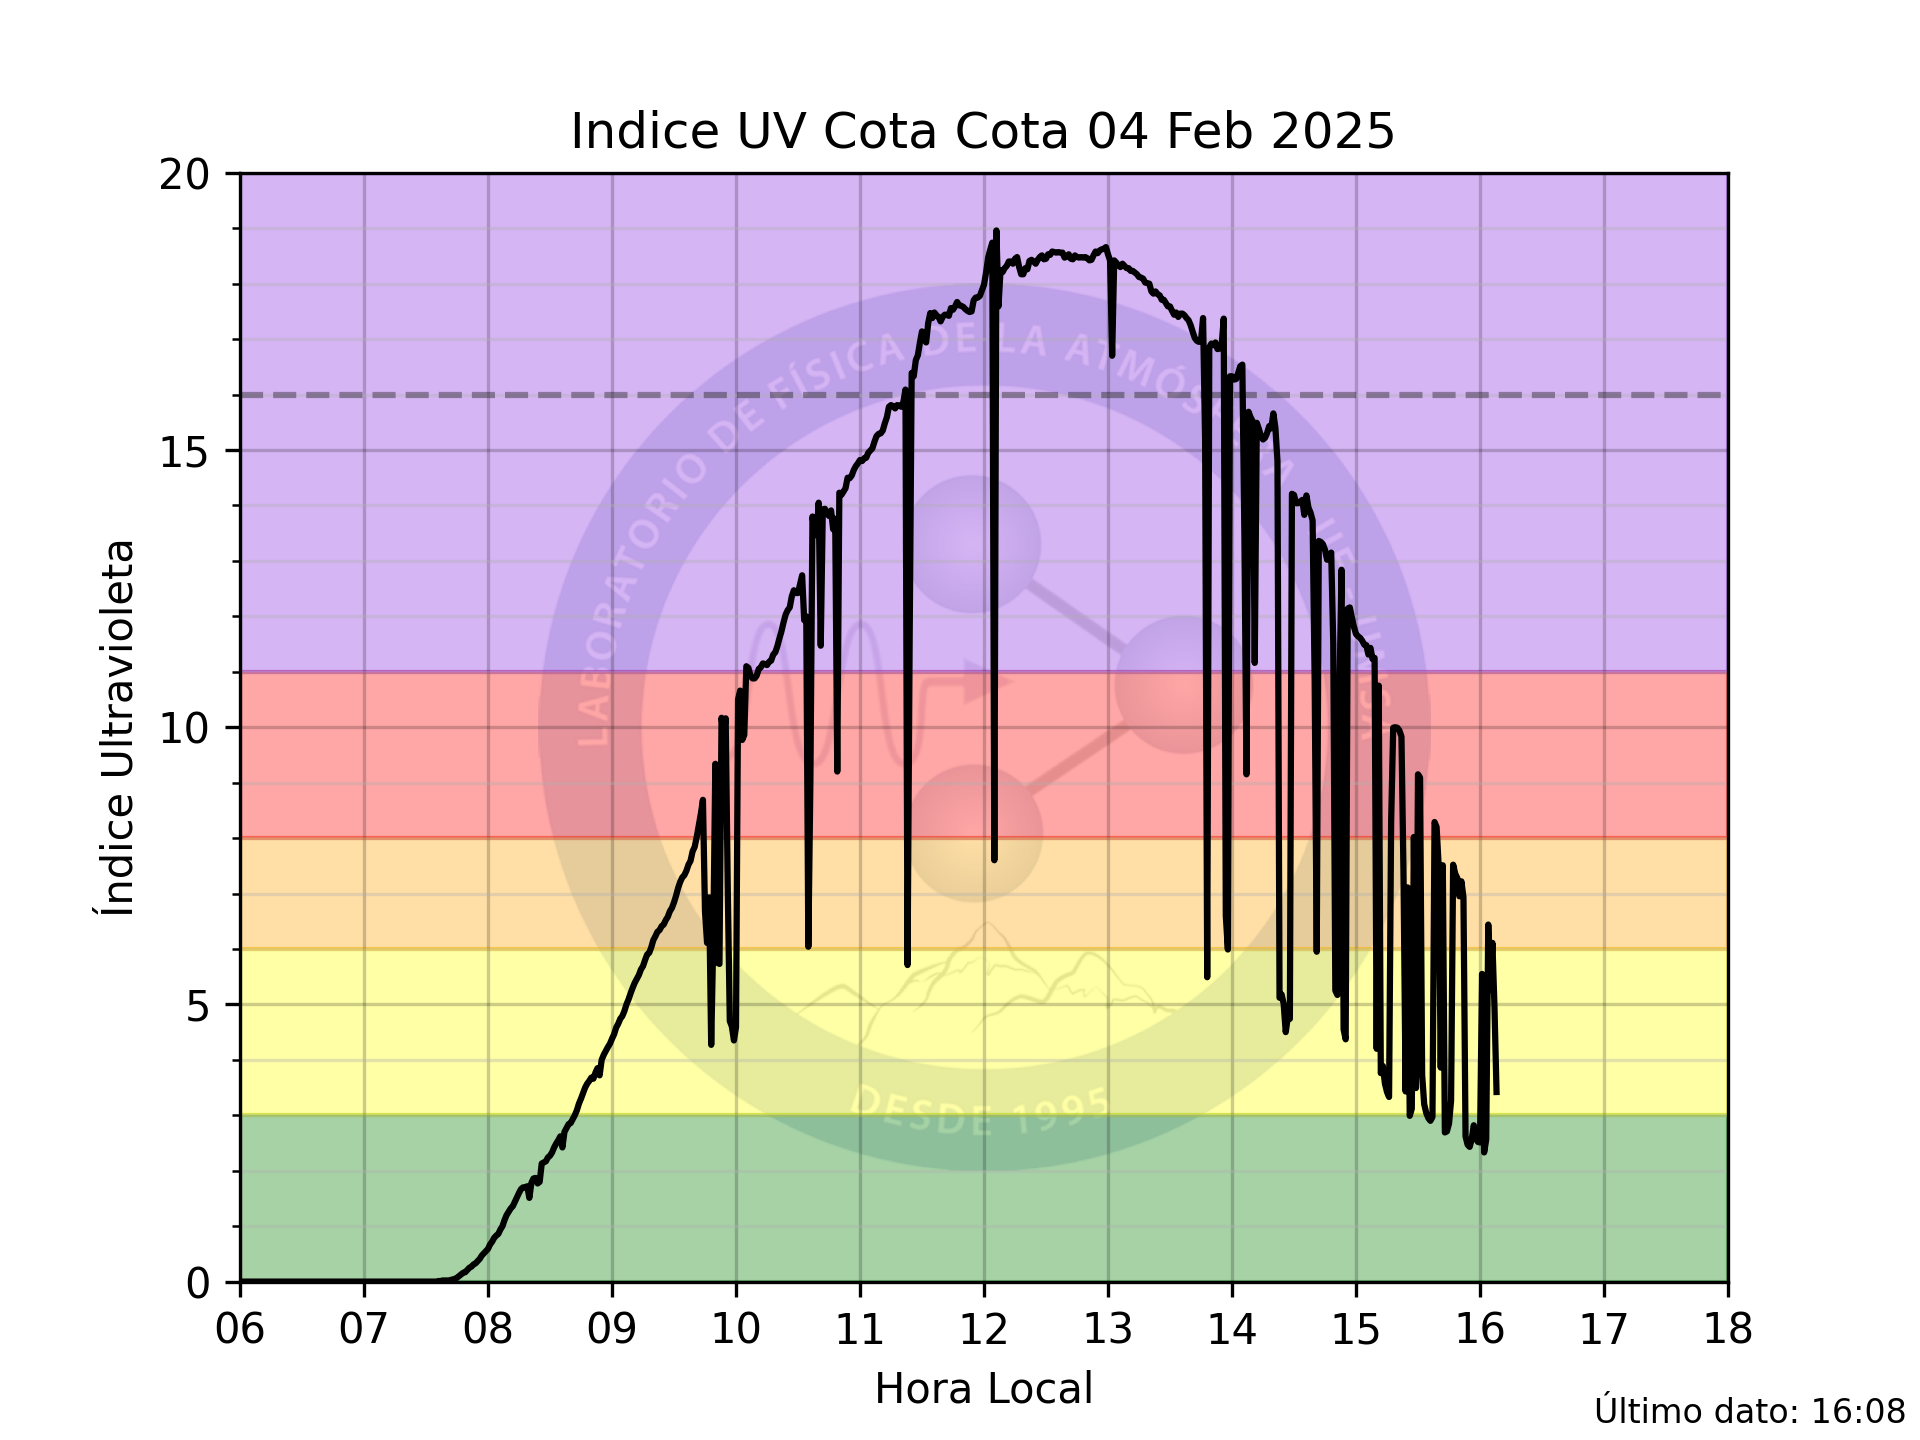 Indice UV Cota Cota 04 Feb 2025
20
15
10
5
0
Índice Ultravioleta
LABORATORIO DE FÍSICA DE LA
DESDE 1995
06 07 08 09 10 11 12 13 14 15 16 17 18
Hora Local
Último dato: 16:08